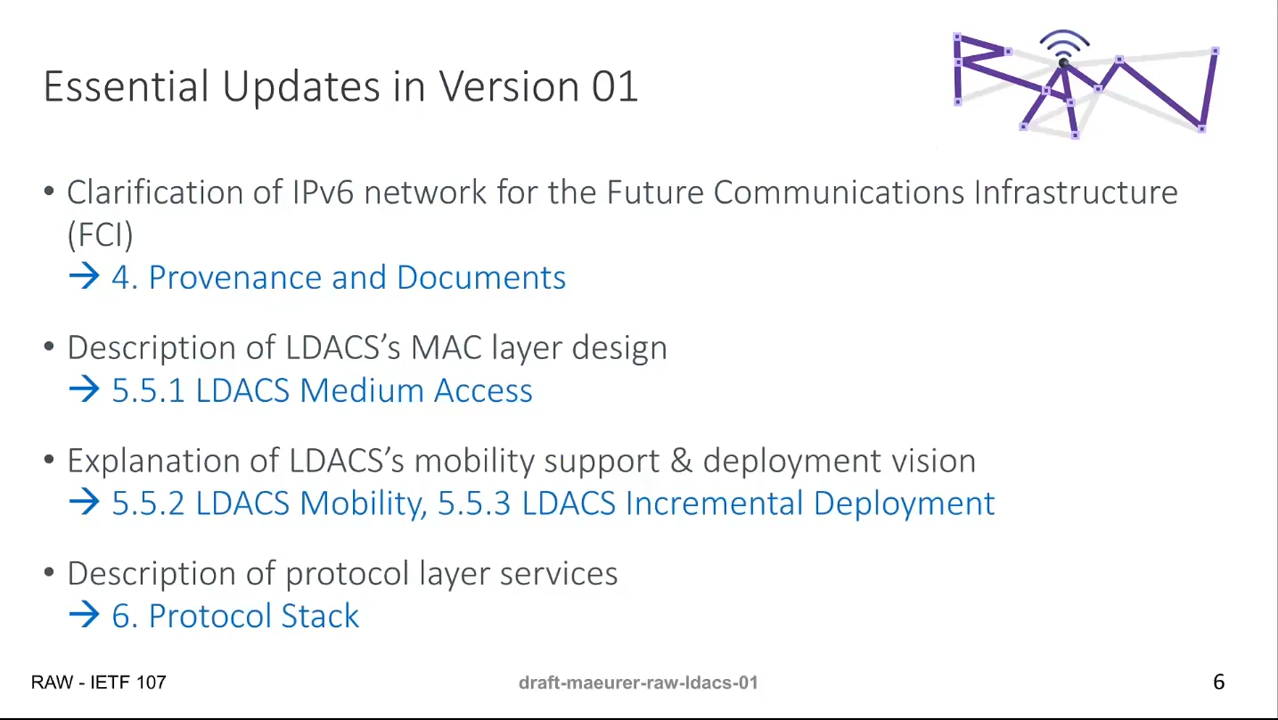 Essential Updates in Version 01
RAW
• Clarification of IPv6 network for the Future Communications Infrastructure
(FCI)
→ 4. Provenance and Documents
• Description of LDACS’s MAC layer design
→ 5.5.1 LDACS Medium Access
• Explanation of LDACS’s mobility support & deployment vision
→ 5.5.2 LDACS Mobility, 5.5.3 LDACS Incremental Deployment
• Description of protocol layer services
→ 6. Protocol Stack
RAW - IETF 107
draft-maeurer-raw-ldacs-01
6